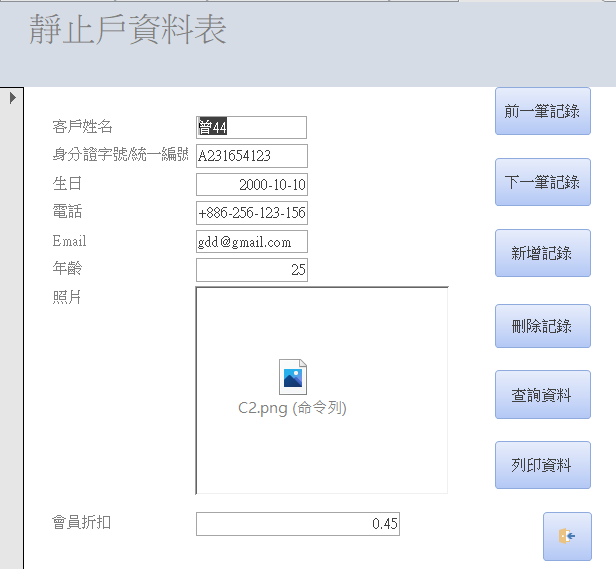 靜止戶資料表
客戶姓名 曾44
身分證字號/統一編號 A231654123
生日 2000-10-10
電話 +886-256-123-156
Email gdd@gmail.com
年齡 25
照片
C2.png (命令列)
會員折扣 0.45
前一筆記錄
下一筆記錄
新增記錄
刪除記錄
查詢資料
列印資料